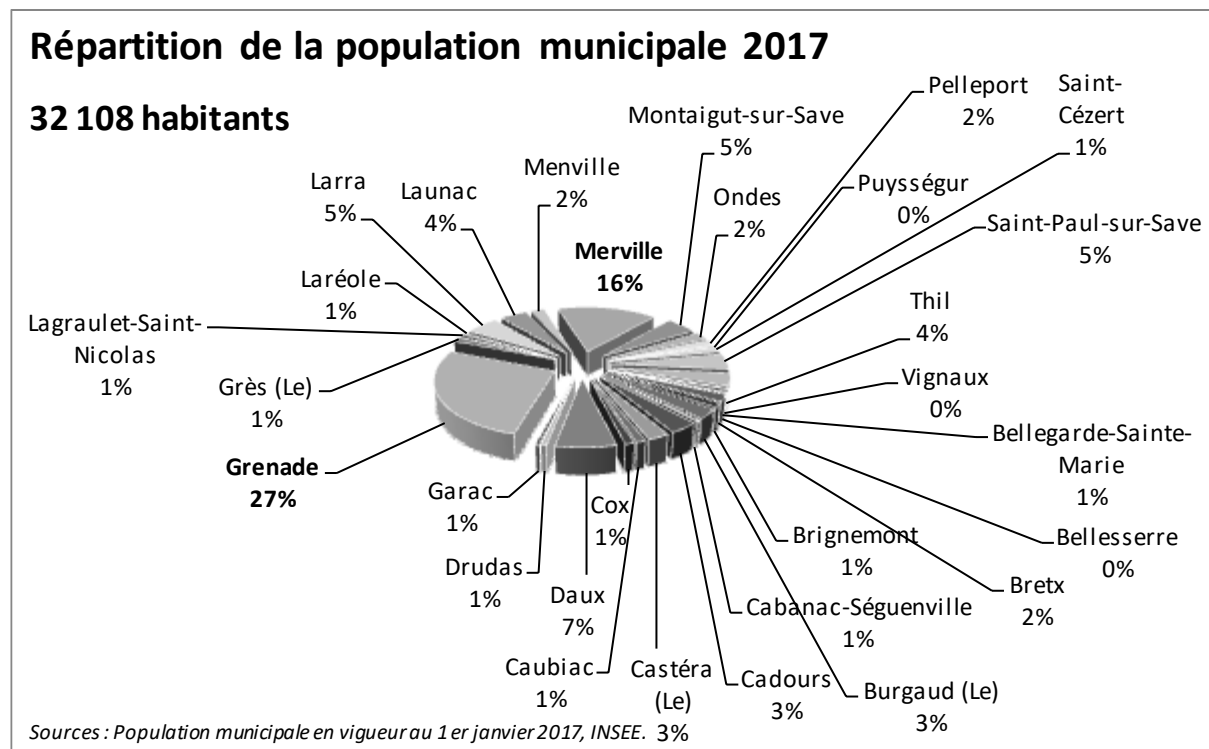 Répartition de la population municipale 2017
32 108 habitants
Pelleport
2%
Saint-
Cézert
1%
Montaigut-sur-Save
5%
Menville
2%
Larra
5%
Launac
4%
Ondes
2%
Puysségur
0%
Saint-Paul-sur-Save
5%
Merville
16%
Laréole
1%
Lagraulet-Saint-
Nicolas
1%
Thil
4%
Grès (Le)
1%
Vignaux
0%
Bellegarde-Sainte-
Marie
1%
Grenade
27%
Garac
1%
Cox
1%
Brignemont
1%
Bellesserre
0%
Drudas
1%
Daux
7%
Bretx
2%
Cabanac-Séguenville
1%
Caubiac
1%
Castéra
(Le)
3%
Cadours
3%
Burgaud (Le)
3%
Sources : Population municipale en vigueur au 1er janvier 2017, INSEE.